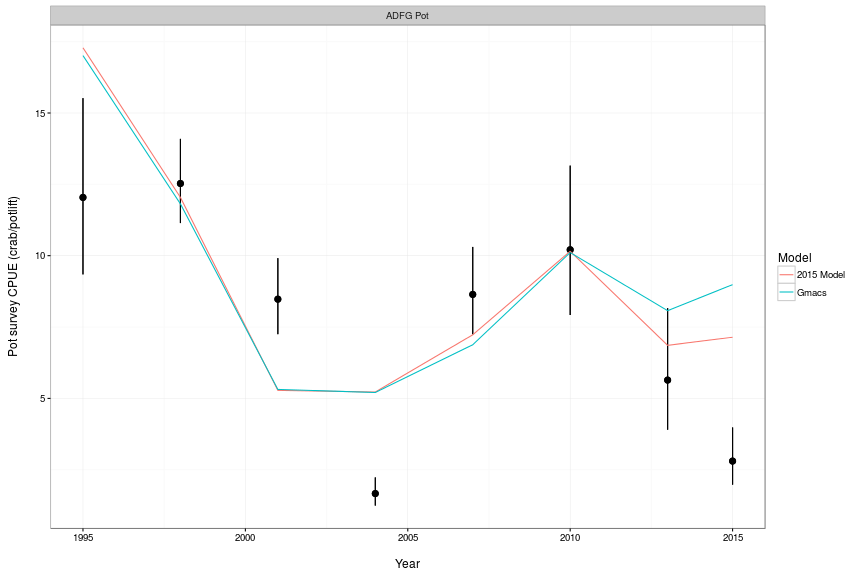 ADFG Pot
Pot survey CPUE (crab/potlift)
15
10
5
1995
2000
2005
2010
2015
Year
Model
2015 Model
Gmacs